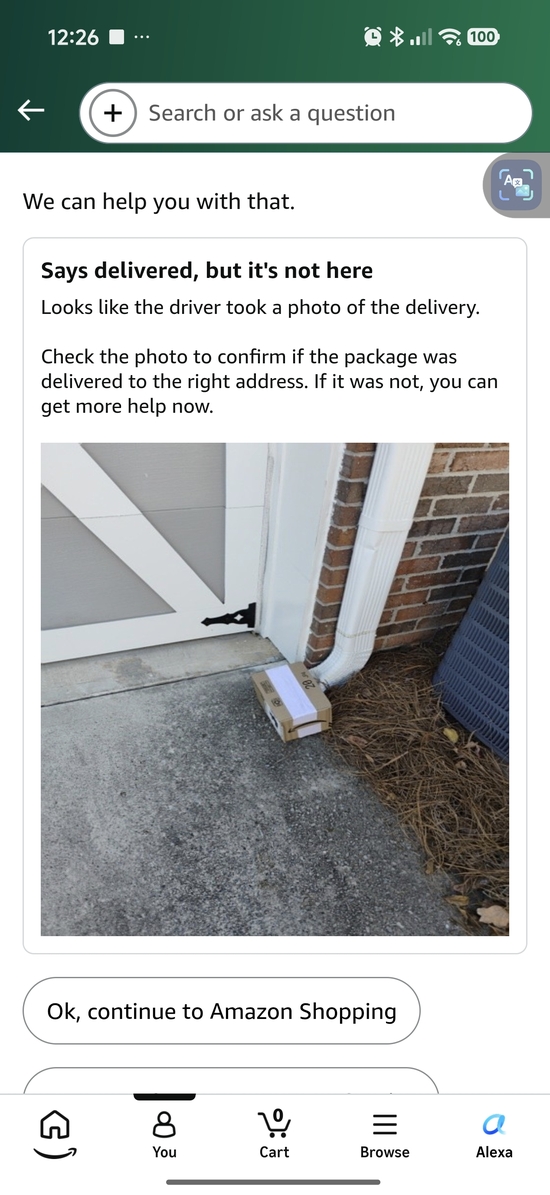 12:26
100
Search or ask a question
We can help you with that.
Says delivered, but it's not here
Looks like the driver took a photo of the delivery.
Check the photo to confirm if the package was
delivered to the right address. If it was not, you can
get more help now.
20
Ok, continue to Amazon Shopping
0
You
Cart
Browse
Alexa